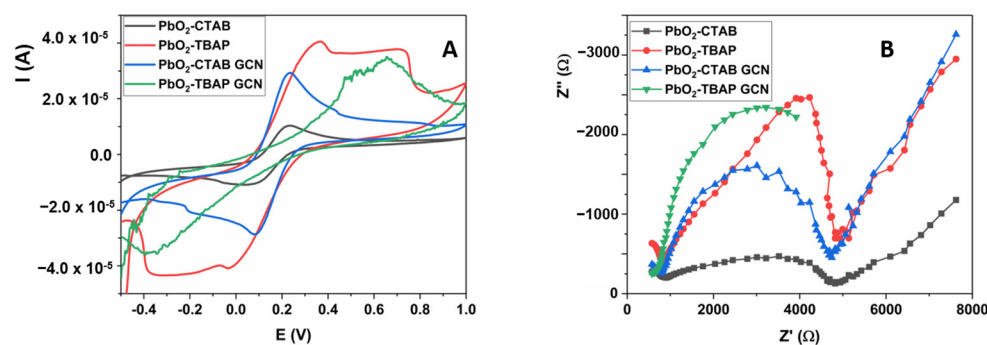 A
I (A)
4.0 x 10⁻⁵
2.0 x 10⁻⁵
0.0
−2.0 x 10⁻⁵
−4.0 x 10⁻⁵
PbO₂-CTAB
PbO₂-TBAP
PbO₂-CTAB GCN
PbO₂-TBAP GCN
-0.4 -0.2 0.0 0.2 0.4 0.6 0.8 1.0
E (V)
B
Z'' (Ω)
-3000
-2000
-1000
0
PbO₂-CTAB
PbO₂-TBAP
PbO₂-CTAB GCN
PbO₂-TBAP GCN
0 2000 4000 6000 8000
Z' (Ω)